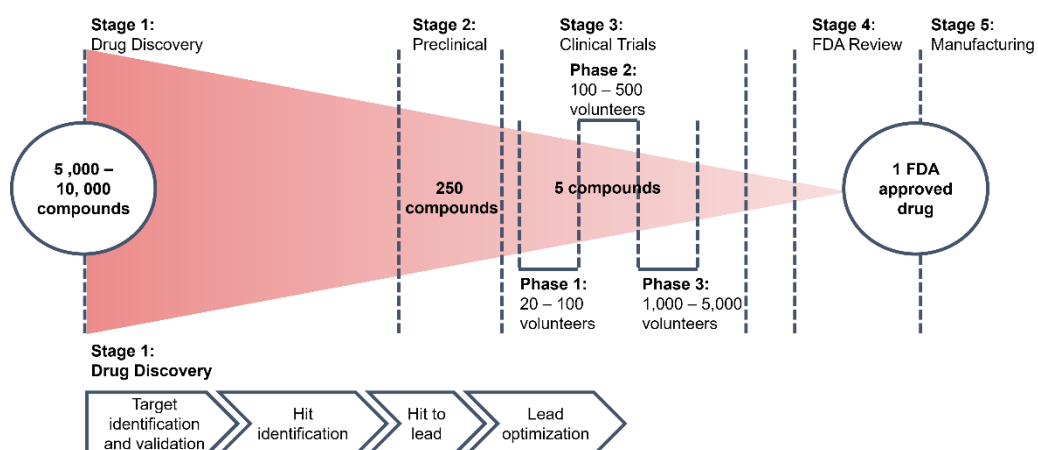 Stage 1:
Drug Discovery
Stage 2:
Preclinical
Stage 3:
Clinical Trials
Stage 4:
FDA Review
Stage 5:
Manufacturing
Phase 2:
100 – 500
volunteers
5 ,000 –
10, 000
compounds
250
compounds
5 compounds
1 FDA
approved
drug
Phase 1:
20 – 100
volunteers
Phase 3:
1,000 – 5,000
volunteers
Stage 1:
Drug Discovery
Target
identification
and validation
Hit
identification
Hit to
lead
Lead
optimization